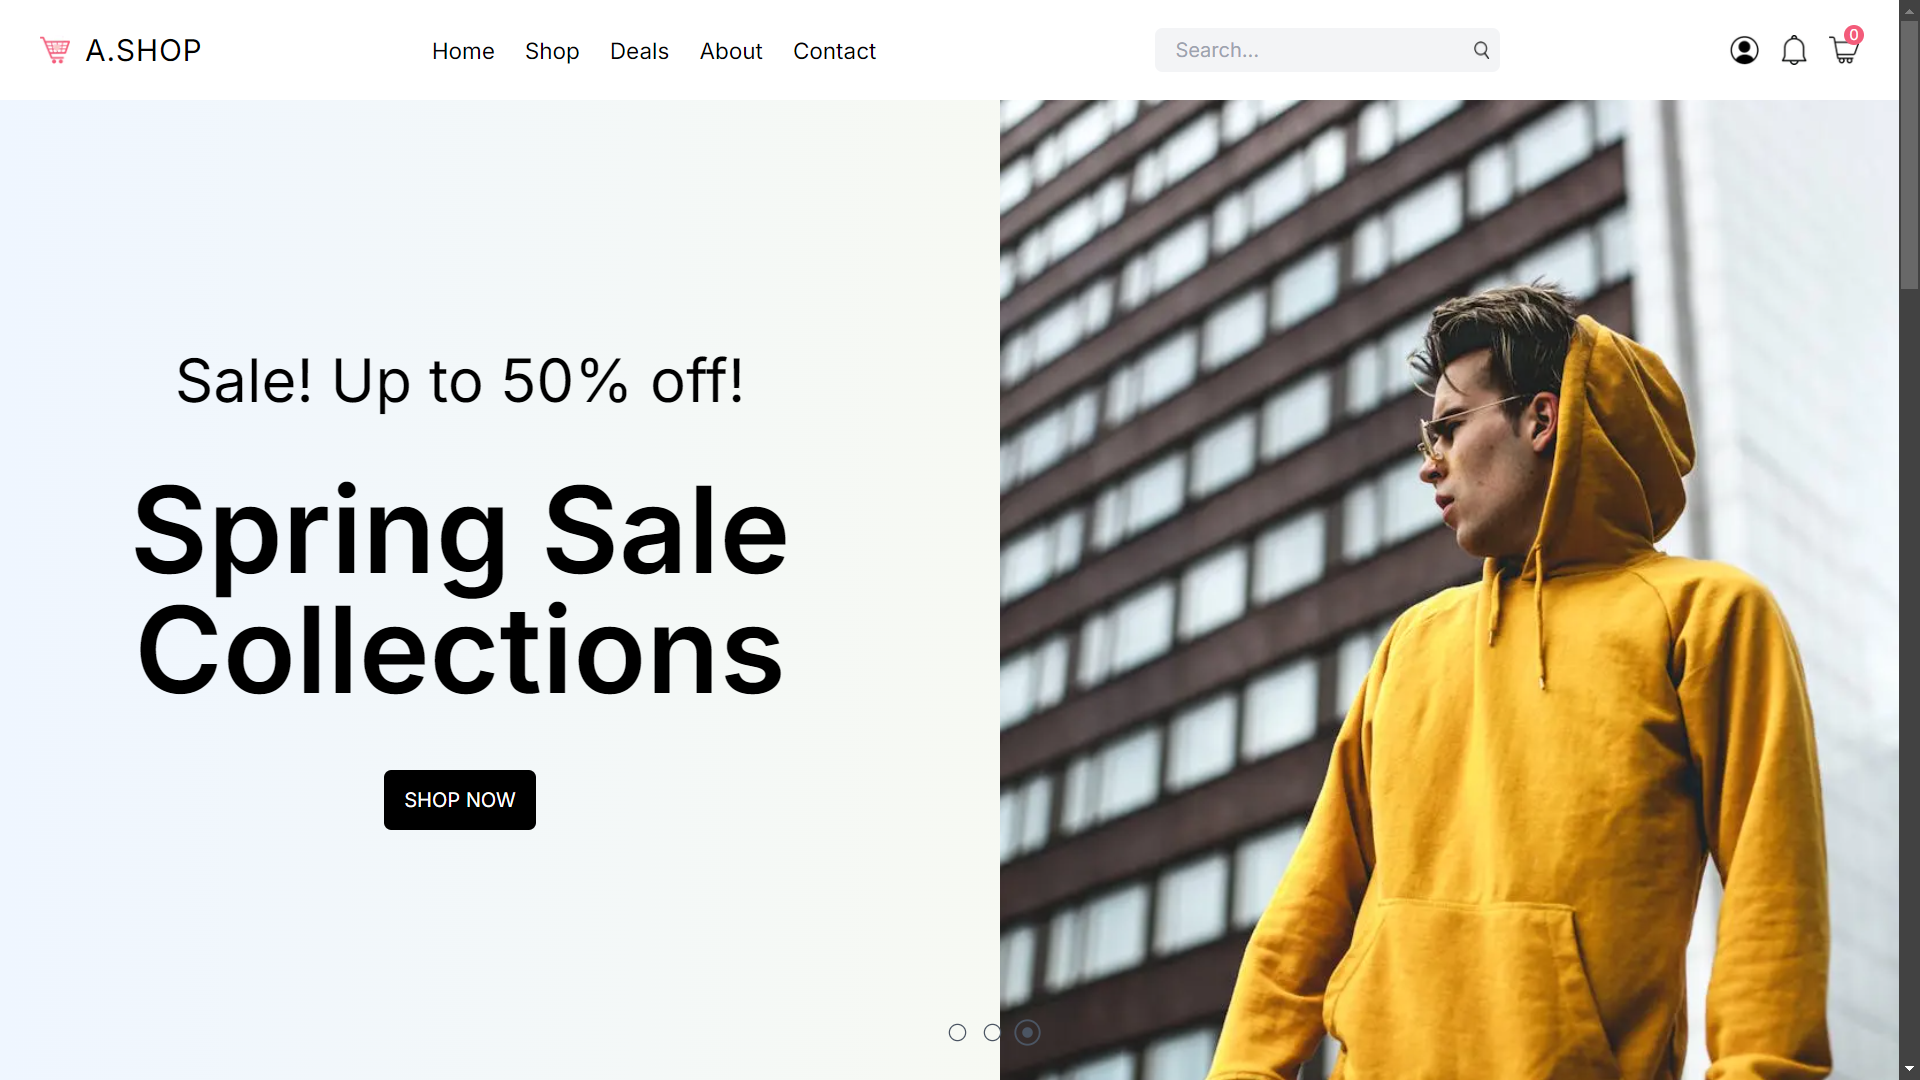 A.SHOP
Home Shop Deals About Contact
Search...
0
Sale! Up to 50% off!
Spring Sale
Collections
SHOP NOW